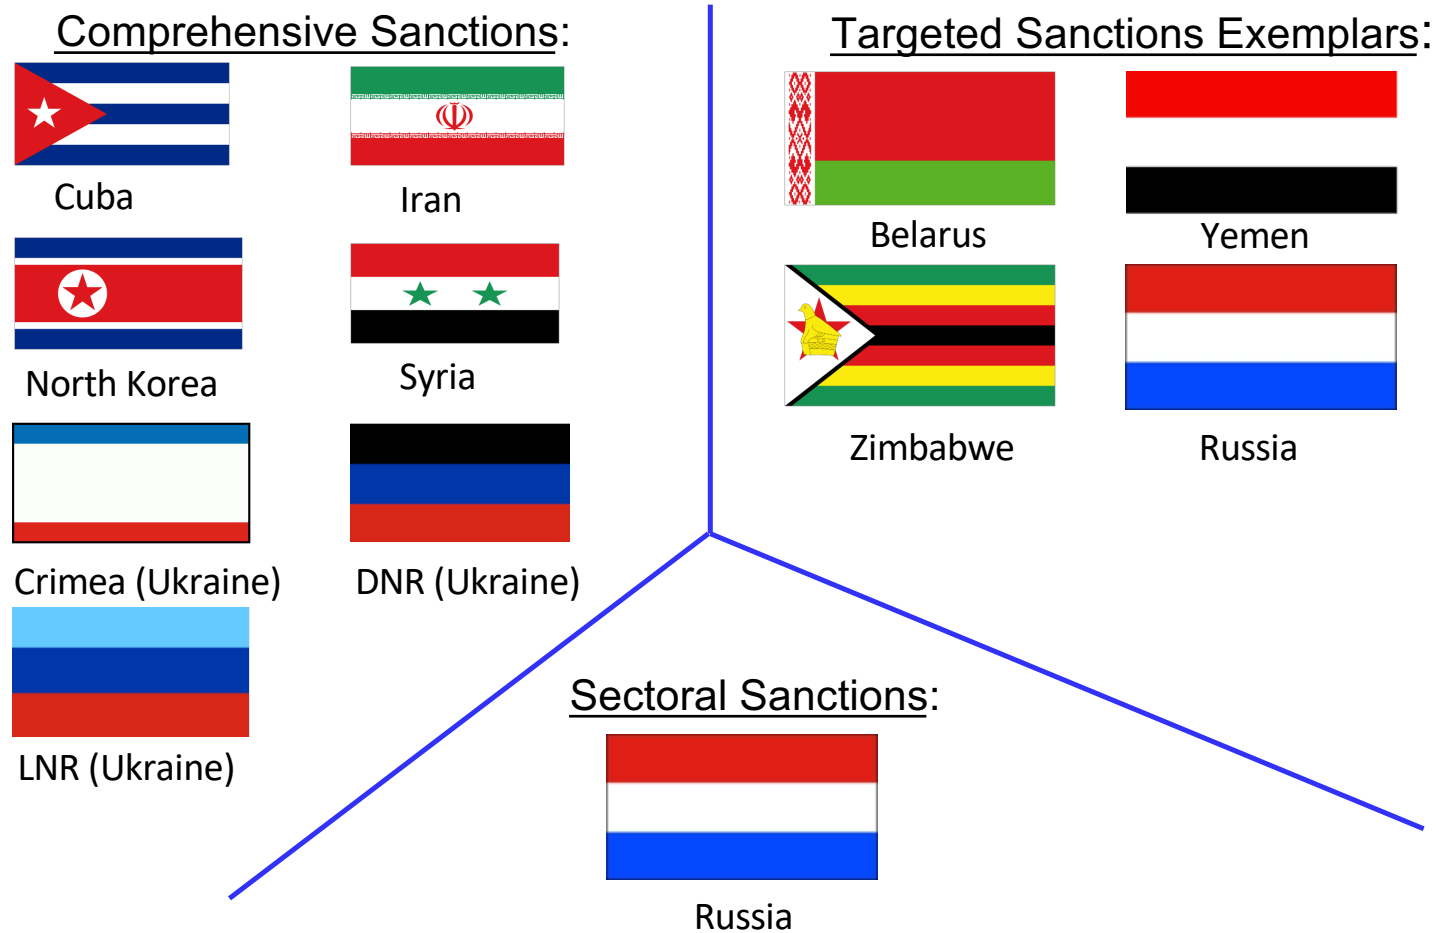 Comprehensive Sanctions:
Cuba
Iran
North Korea
Syria
Crimea (Ukraine)
DNR (Ukraine)
LNR (Ukraine)
Targeted Sanctions Exemplars:
Belarus
Yemen
Zimbabwe
Russia
Sectoral Sanctions:
Russia